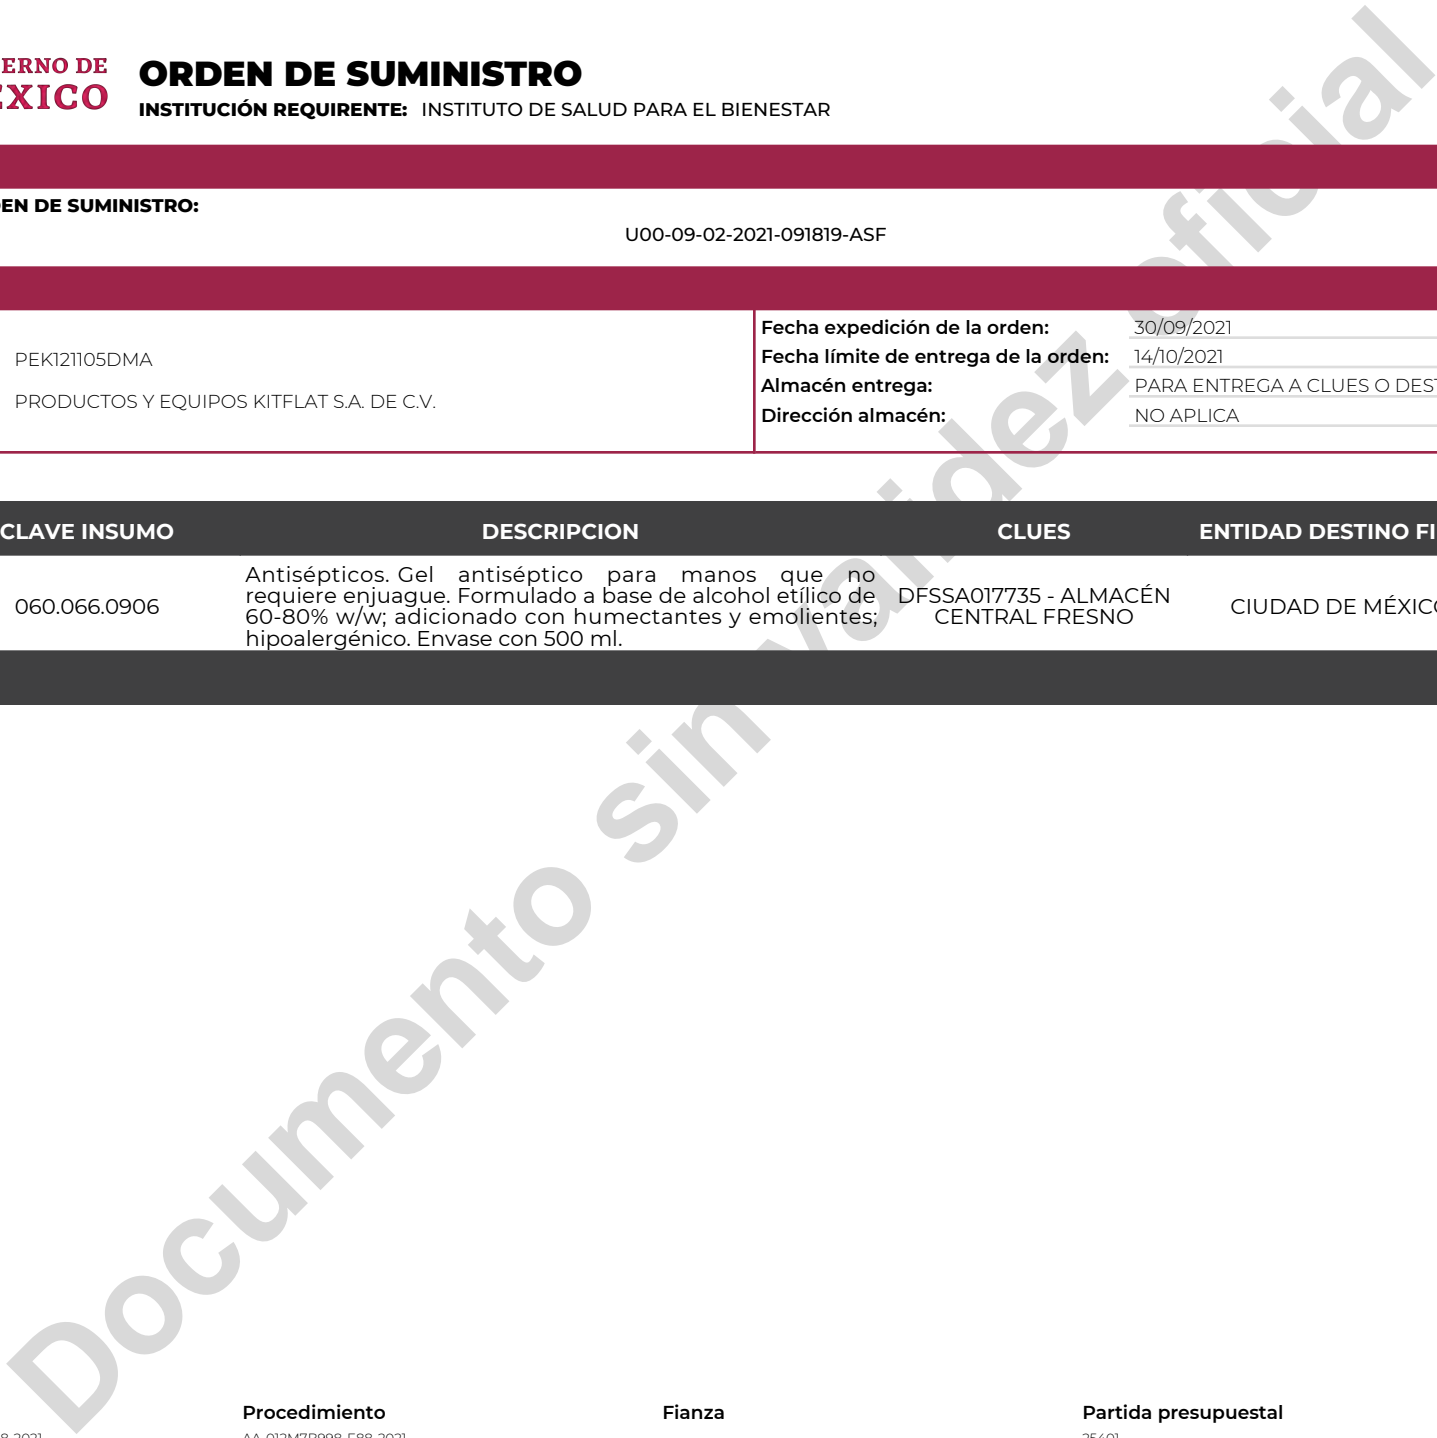 ERNO DE
ORDEN DE SUMINISTRO
EXICO
INSTITUCIÓN REQUIRENTE: INSTITUTO DE SALUD PARA EL BIENESTAR
EN DE SUMINISTRO:
U00-09-02-2021-091819-ASF
PEK121105DMA
PRODUCTOS Y EQUIPOS KITFLAT S.A. DE C.V.
Fecha expedición de la orden: 30/09/2021
Fecha límite de entrega de la orden: 14/10/2021
Almacén entrega: PARA ENTREGA A CLUES O DEST
Dirección almacén: NO APLICA
CLAVE INSUMO DESCRIPCION CLUES ENTIDAD DESTINO FI
060.066.0906
Antisépticos. Gel antiséptico para manos que no
requiere enjuague. Formulado a base de alcohol etílico de
60-80% w/w; adicionado con humectantes y emolientes;
hipoalergénico. Envase con 500 ml.
DFSSA017735 - ALMACÉN
CENTRAL FRESNO
CIUDAD DE MÉXICO
Documento sin validez oficial
Procedimiento Fianza Partida presupuestal